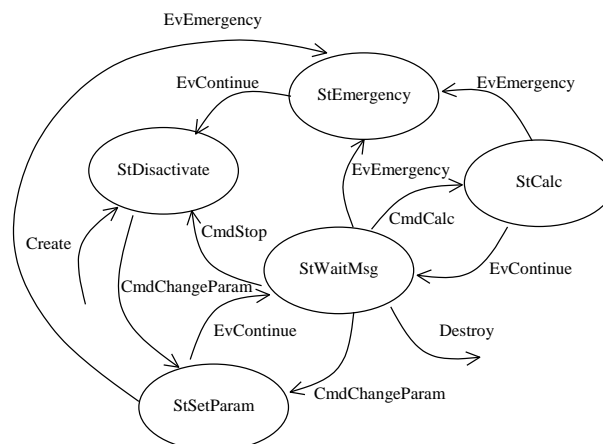 EvEmergency
EvContinue
EvEmergency
StEmergency
StDisactivate
EvEmergency
StCalc
CmdStop
CmdCalc
Create
StWaitMsg
EvContinue
CmdChangeParam
EvContinue
Destroy
CmdChangeParam
StSetParam